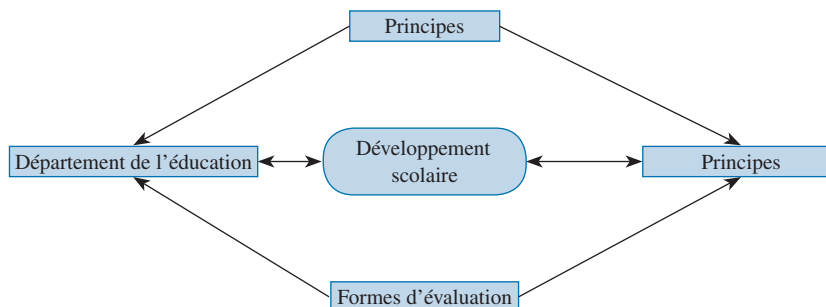 Principes
Département de l’éducation
Développement
scolaire
Principes
Formes d’évaluation